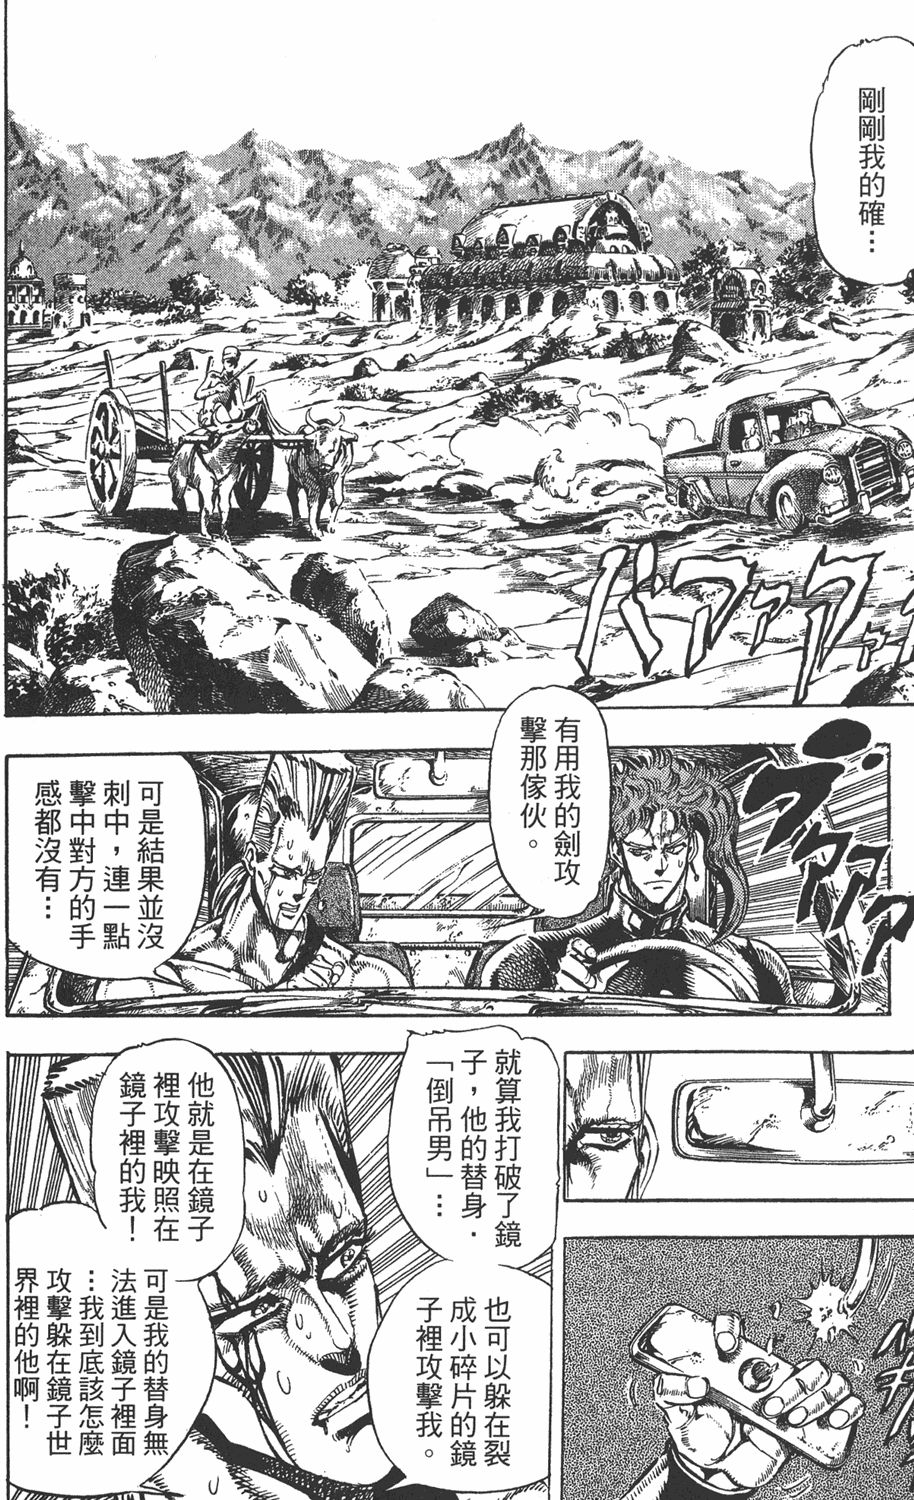 剛剛我的確…
バァァァァ
有用我的劍攻
擊那傢伙。
ブァァァ
可是結果並沒
刺中，連一點
擊中對方的手
感都沒有…
就算我打破了鏡
子，他的替身．
「倒吊男」…
也可以躲在裂
成小碎片的鏡
子裡攻擊我。
他就是在鏡子
裡攻擊映照在
鏡子裡的我！
可是我的替身無
法進入鏡子裡面
…我到底該怎麼
攻擊躲在鏡子世
界裡的他啊！